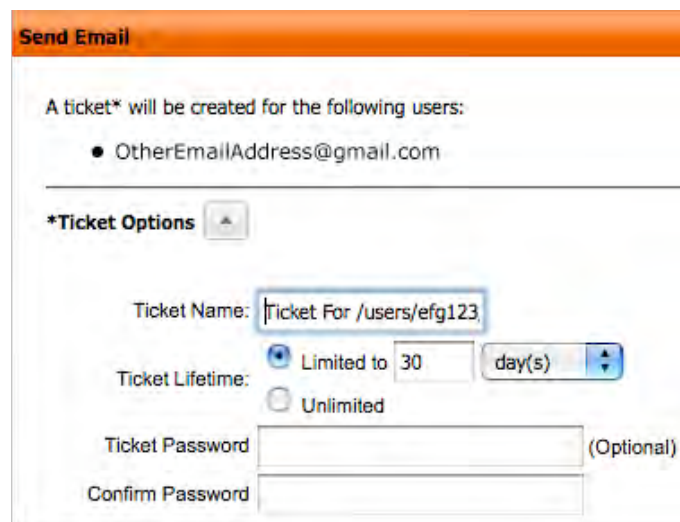 Send Email
A ticket* will be created for the following users:
• OtherEmailAddress@gmail.com
*Ticket Options
Ticket Name: Ticket For /users/efg123
Ticket Lifetime: Limited to 30 day(s)
Unlimited
Ticket Password (Optional)
Confirm Password